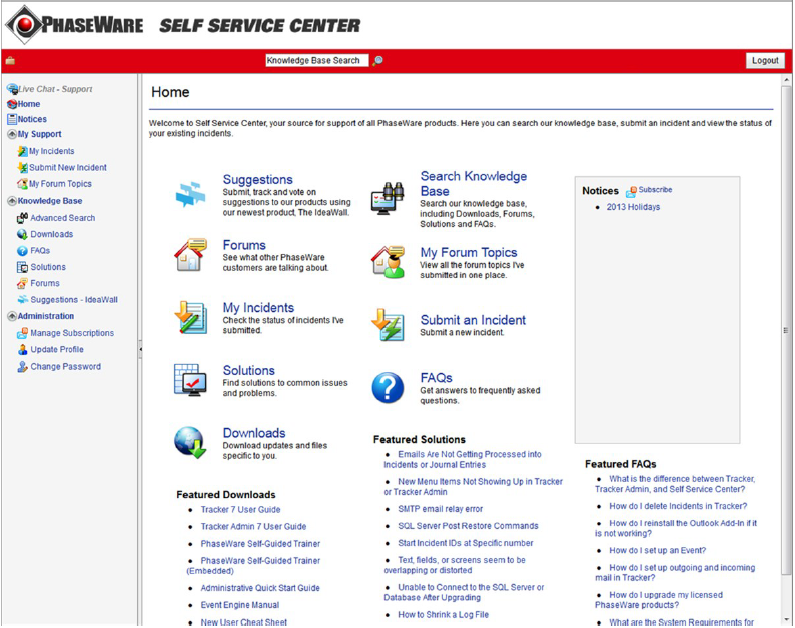 PHASEWARE SELF SERVICE CENTER
Knowledge Base Search
Logout
Live Chat - Support
Home
Notices
My Support
My Incidents
Submit New Incident
My Forum Topics
Knowledge Base
Advanced Search
Downloads
FAQs
Solutions
Forums
Suggestions - IdeaWall
Administration
Manage Subscriptions
Update Profile
Change Password
Home
Welcome to Self Service Center, your source for support of all PhaseWare products. Here you can search our knowledge base, submit an incident and view the status of
your existing incidents.
Suggestions
Submit, track and vote on
suggestions to our products using
our newest product, The IdeaWall.
Forums
See what other PhaseWare
customers are talking about.
My Incidents
Check the status of incidents I've
submitted.
Solutions
Find solutions to common issues
and problems.
Downloads
Download updates and files
specific to you.
Featured Downloads
• Tracker 7 User Guide
• Tracker Admin 7 User Guide
• PhaseWare Self-Guided Trainer
• PhaseWare Self-Guided Trainer
(Embedded)
• Administrative Quick Start Guide
• Event Engine Manual
• New User Cheat Sheet
Search Knowledge
Base
Search our knowledge base,
including Downloads, Forums,
Solutions and FAQs.
My Forum Topics
View all the forum topics I've
submitted in one place.
Submit an Incident
Submit a new incident.
FAQs
Get answers to frequently asked
questions.
Featured Solutions
• Emails Are Not Getting Processed into
Incidents or Journal Entries
• New Menu Items Not Showing Up in Tracker
or Tracker Admin
• SMTP email relay error
• SQL Server Post Restore Commands
• Start Incident IDs at Specific number
• Text, fields, or screens seem to be
overlapping or distorted
• Unable to Connect to the SQL Server or
Database After Upgrading
• How to Shrink a Log File
Notices Subscribe
• 2013 Holidays
Featured FAQs
• What is the difference between Tracker,
Tracker Admin, and Self Service Center?
• How do I delete Incidents in Tracker?
• How do I reinstall the Outlook Add-In if it
is not working?
• How do I set up an Event?
• How do I set up outgoing and incoming
mail in Tracker?
• How do I upgrade my licensed
PhaseWare products?
• What are the System Requirements for